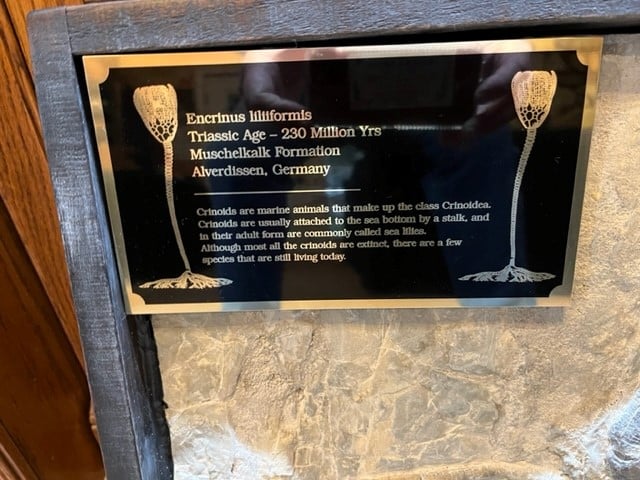 Encrinus liliiformis
Triassic Age – 230 Million Yrs
Muschelkalk Formation
Alverdissen, Germany
Crinoids are marine animals that make up the class Crinoidea.
Crinoids are usually attached to the sea bottom by a stalk, and
in their adult form are commonly called sea lilies.
Although most all the crinoids are extinct, there are a few
species that are still living today.